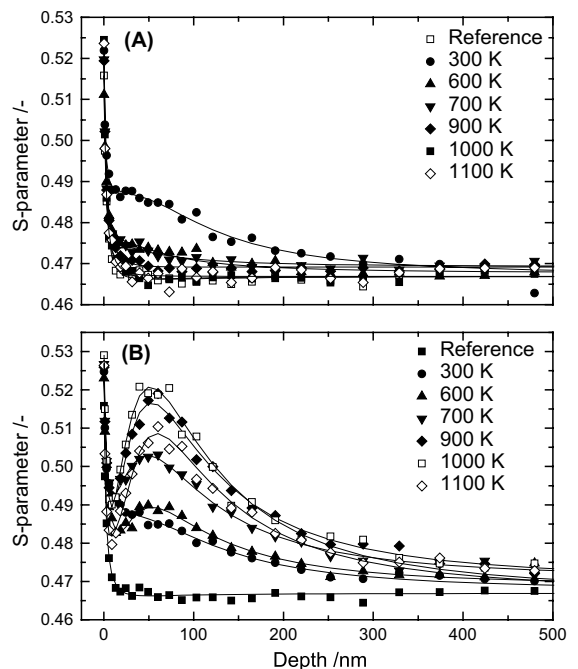 (A)
Reference
300 K
600 K
700 K
900 K
1000 K
1100 K
0.53
0.52
0.51
0.50
0.49
0.48
0.47
0.46
S-parameter /-
(B)
Reference
300 K
600 K
700 K
900 K
1000 K
1100 K
0.53
0.52
0.51
0.50
0.49
0.48
0.47
0.46
S-parameter /-
0 100 200 300 400 500
Depth /nm